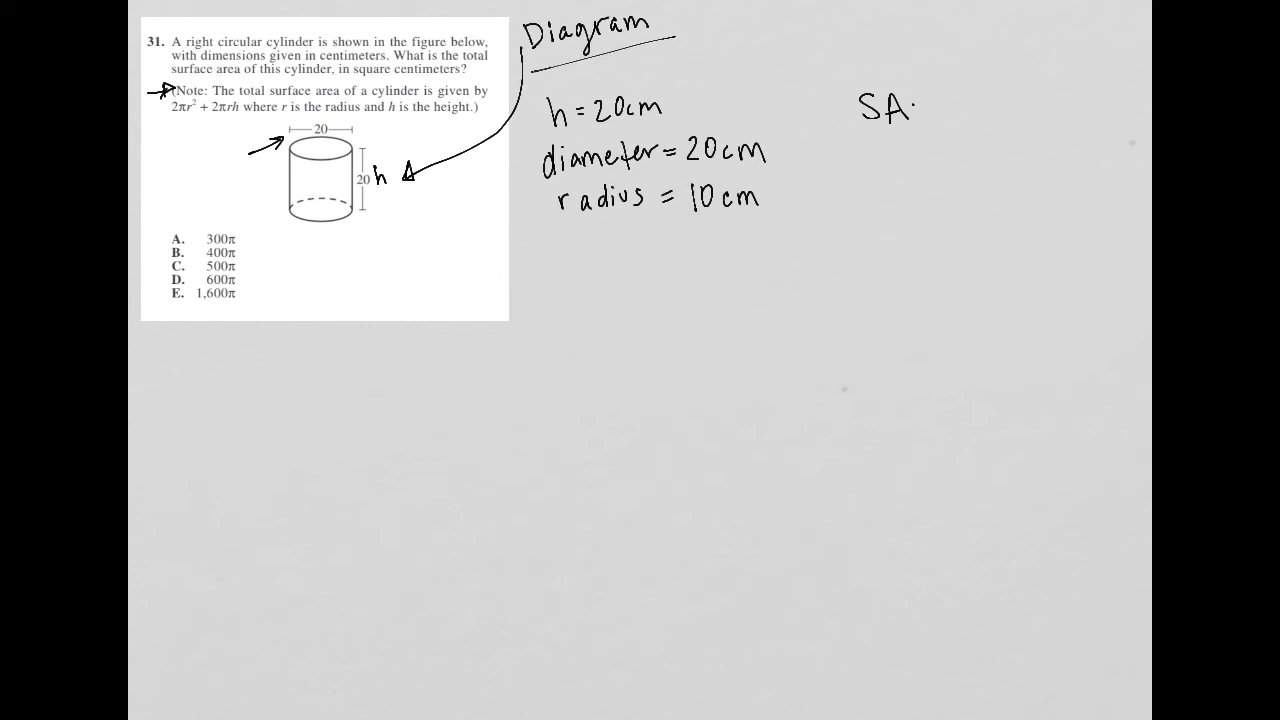 31. A right circular cylinder is shown in the figure below,
with dimensions given in centimeters. What is the total
surface area of this cylinder, in square centimeters?
(Note: The total surface area of a cylinder is given by
2πr² + 2πrh where r is the radius and h is the height.)
20
20 h
A. 300π
B. 400π
C. 500π
D. 600π
E. 1,600π
Diagram
h = 20cm
diameter = 20cm
radius = 10cm
SA